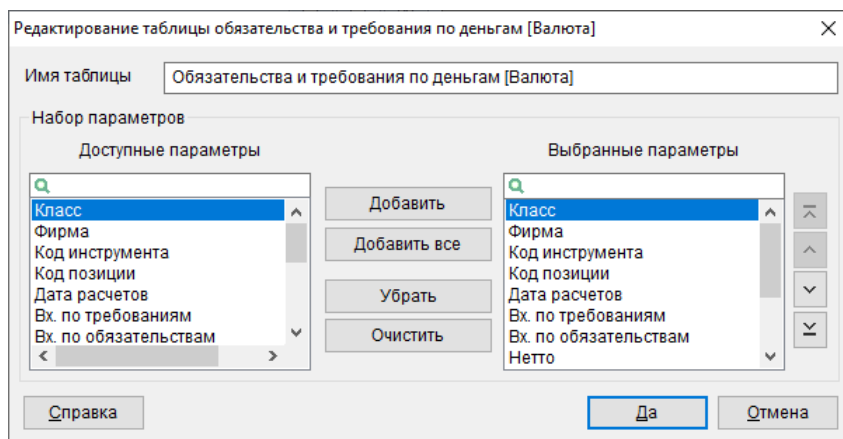 Редактирование таблицы обязательства и требования по деньгам [Валюта]
Имя таблицы
Обязательства и требования по деньгам [Валюта]
Набор параметров
Доступные параметры
Класс
Фирма
Код инструмента
Код позиции
Дата расчетов
Вх. по требованиям
Вх. по обязательствам
Добавить
Добавить все
Убрать
Очистить
Выбранные параметры
Класс
Фирма
Код инструмента
Код позиции
Дата расчетов
Вх. по требованиям
Вх. по обязательствам
Нетто
Справка
Да
Отмена